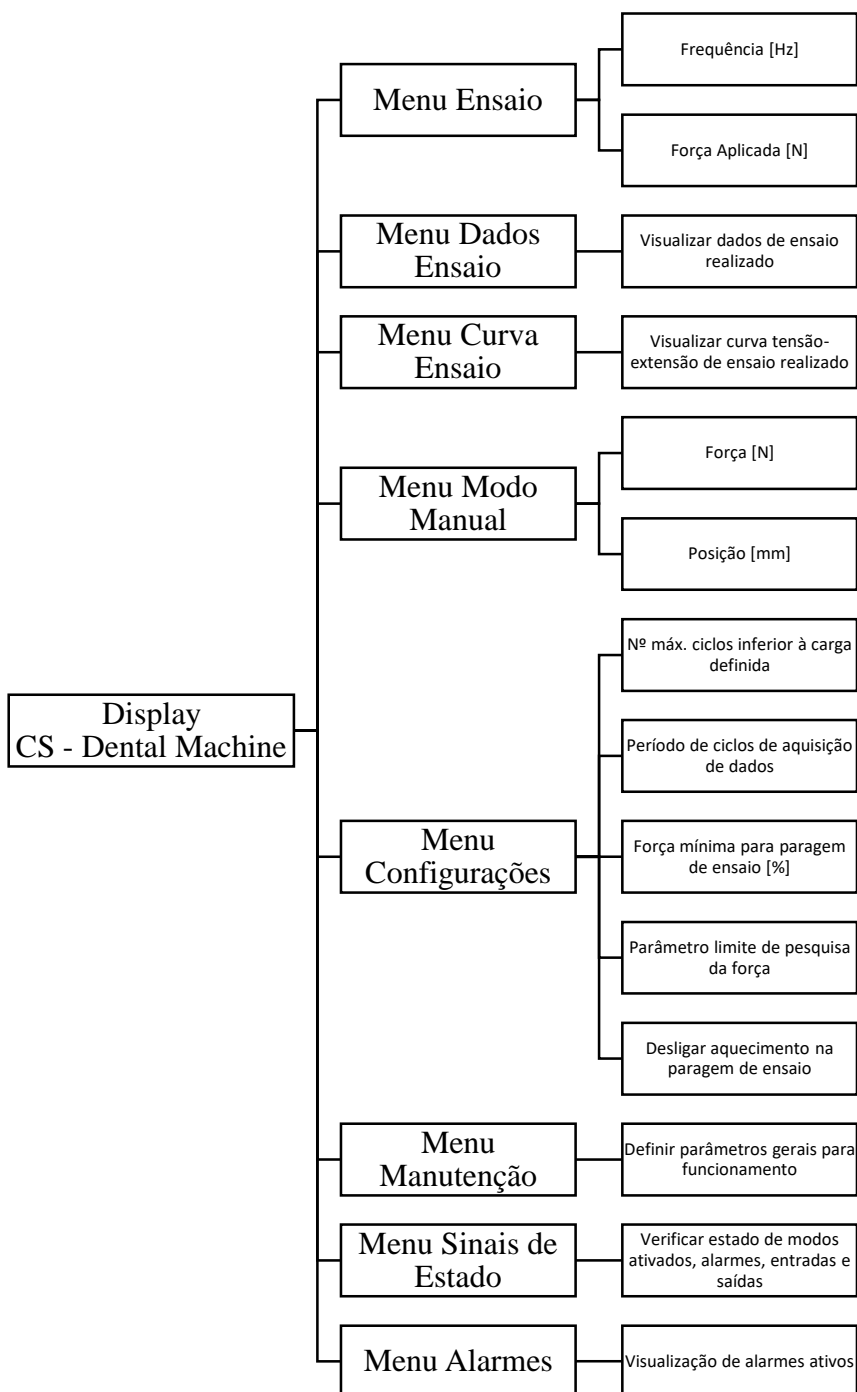 Display
CS - Dental Machine
Menu Ensaio
Frequência [Hz]
Força Aplicada [N]
Menu Dados
Ensaio
Visualizar dados de ensaio
realizado
Menu Curva
Ensaio
Visualizar curva tensão-
extensão de ensaio realizado
Menu Modo
Manual
Força [N]
Posição [mm]
Menu
Configurações
Nº máx. ciclos inferior à carga
definida
Período de ciclos de aquisição
de dados
Força mínima para paragem
de ensaio [%]
Parâmetro limite de pesquisa
da força
Desligar aquecimento na
paragem de ensaio
Menu
Manutenção
Definir parâmetros gerais para
funcionamento
Menu Sinais de
Estado
Verificar estado de modos
ativados, alarmes, entradas e
saídas
Menu Alarmes
Visualização de alarmes ativos